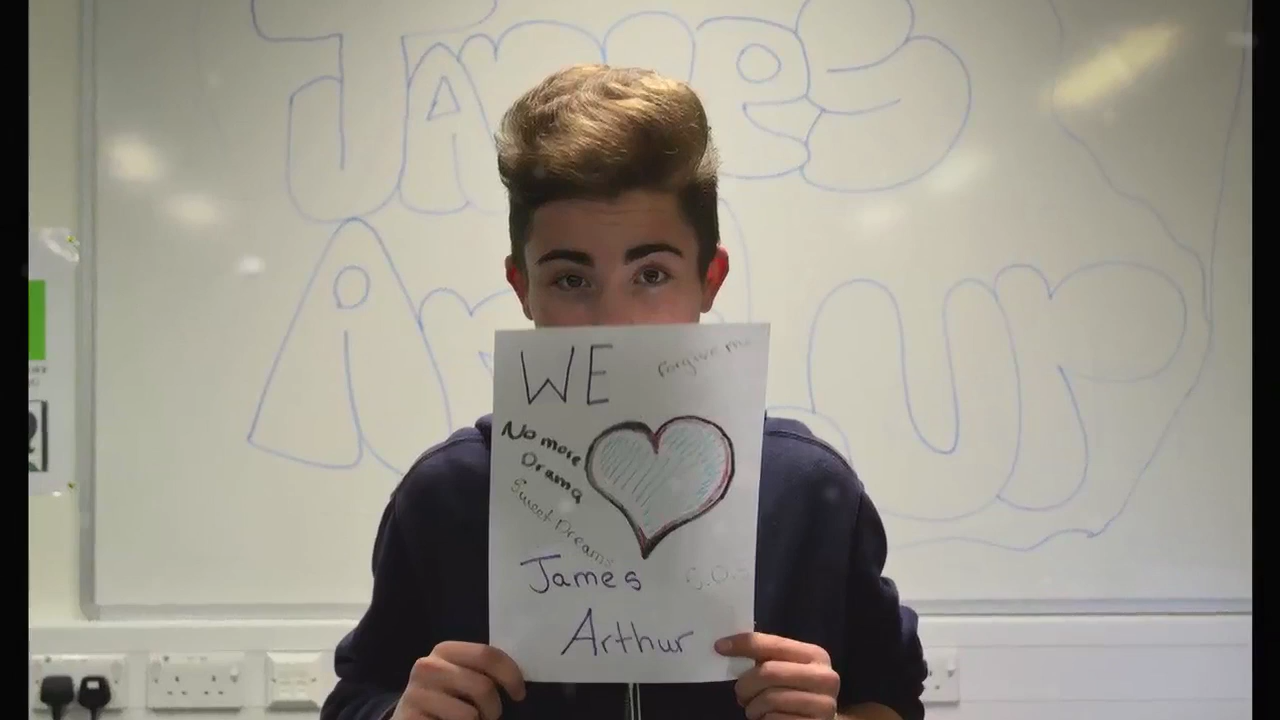 James
Arthur
WE
Forgive me
No more
Drama
Sweet Dreams
James
Arthur